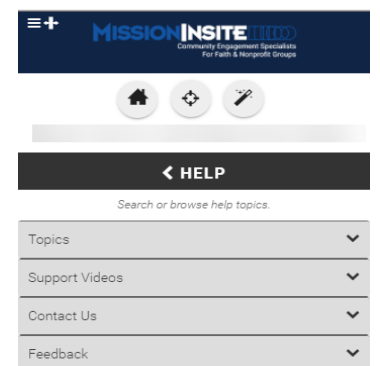 MISSIONINSITE
Community Engagement Specialists
For Faith & Nonprofit Groups
HELP
Search or browse help topics.
Topics
Support Videos
Contact Us
Feedback